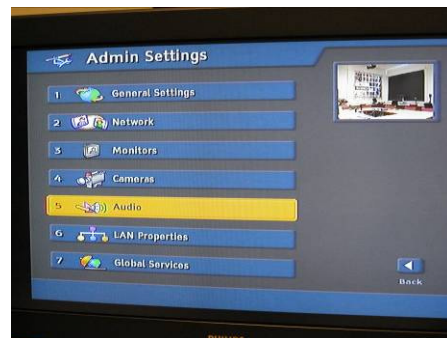 Admin Settings
1 General Settings
2 Network
3 Monitors
4 Cameras
5 Audio
6 LAN Properties
7 Global Services
Back
PHILIPS